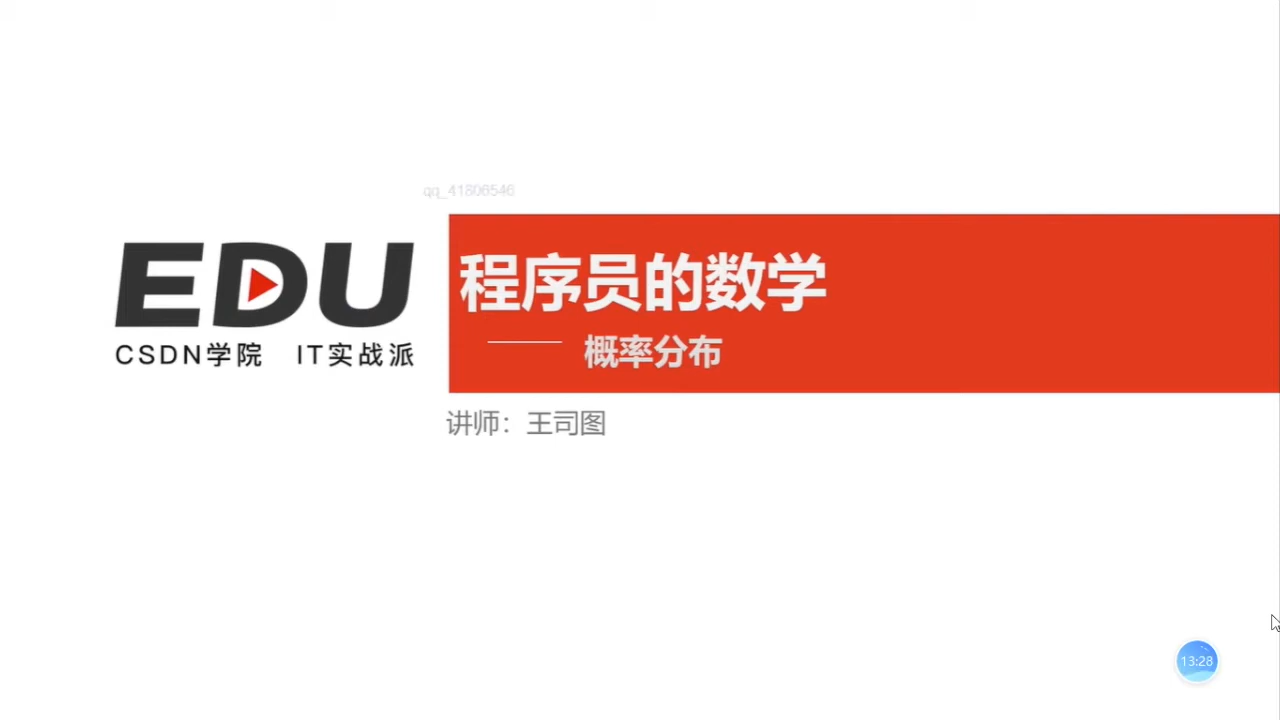 qq_41806546
EDU
CSDN学院 IT实战派
程序员的数学
—— 概率分布
讲师：王司图
13:28